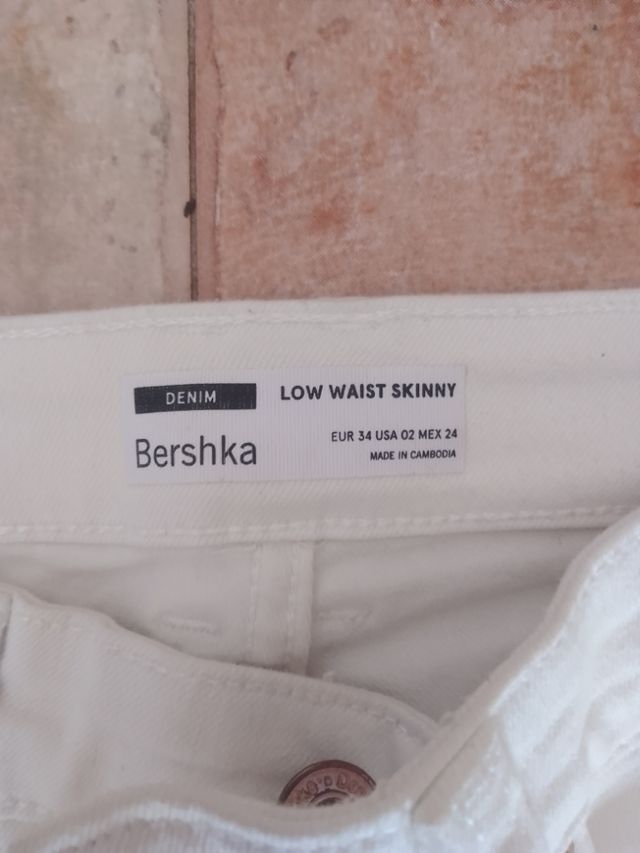 DENIM
LOW WAIST SKINNY
Bershka
EUR 34 USA 02 MEX 24
MADE IN CAMBODIA